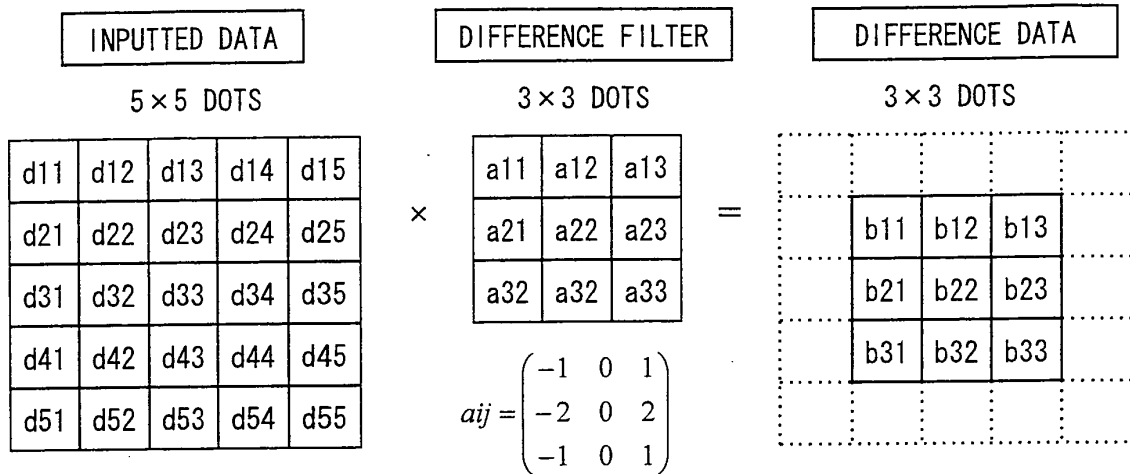 INPUTTED DATA
5×5 DOTS
d11 d12 d13 d14 d15
d21 d22 d23 d24 d25
d31 d32 d33 d34 d35
d41 d42 d43 d44 d45
d51 d52 d53 d54 d55
×
DIFFERENCE FILTER
3×3 DOTS
a11 a12 a13
a21 a22 a23
a32 a32 a33
aij = 
-1 0 1
-2 0 2
-1 0 1
=
DIFFERENCE DATA
3×3 DOTS
b11 b12 b13
b21 b22 b23
b31 b32 b33